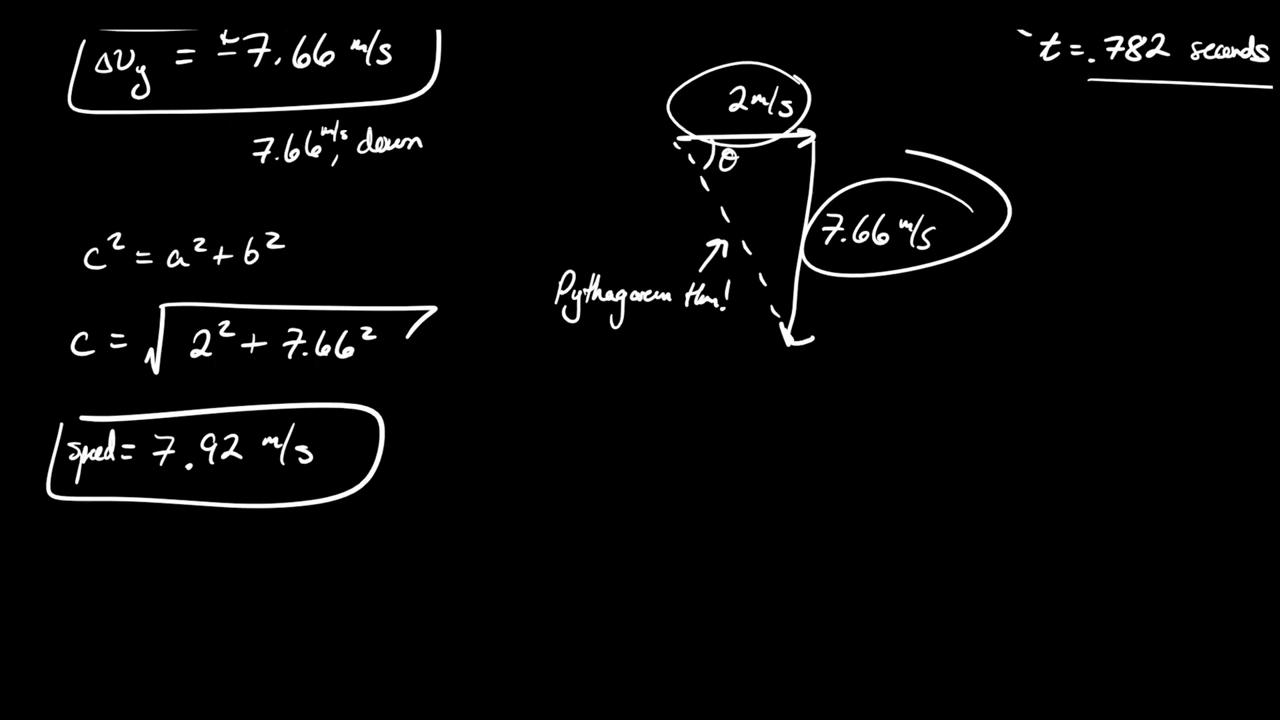 Δv_y = ±7.66 m/s
7.66 m/s, down
c² = a² + b²
c = √2² + 7.66²
speed = 7.92 m/s
t = .782 seconds
2 m/s
θ
7.66 m/s
Pythagorem thm!